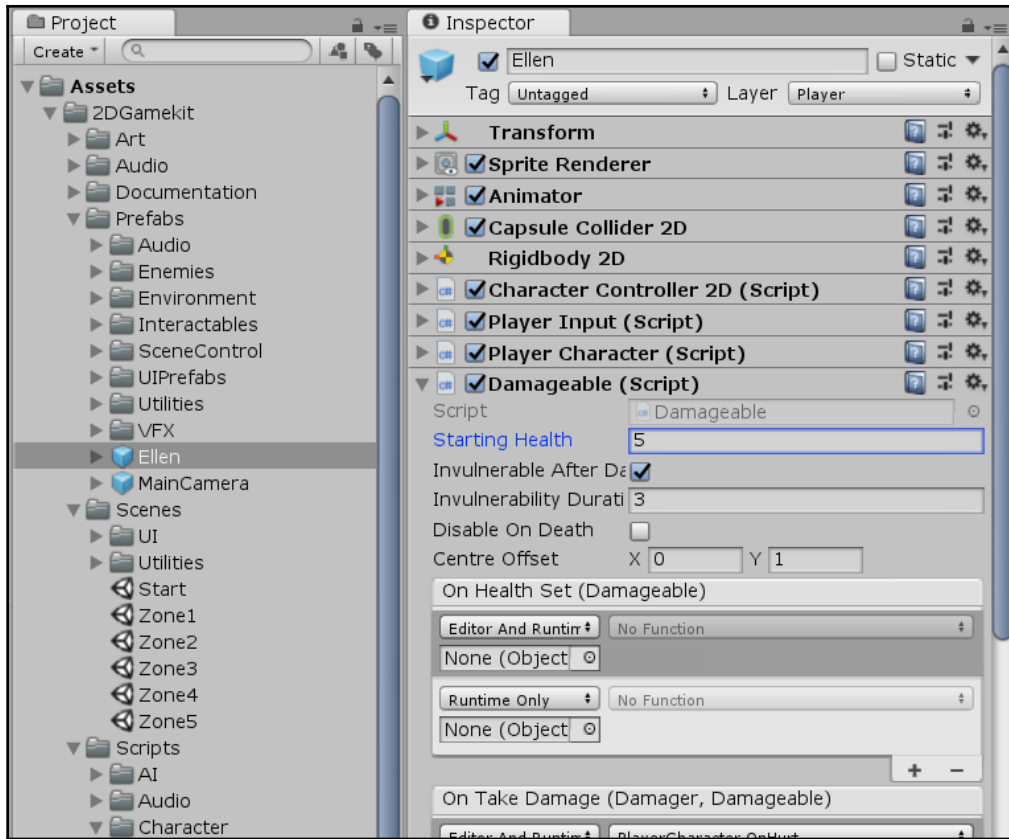 Project
Create
Assets
2DGamekit
Art
Audio
Documentation
Prefabs
Audio
Enemies
Environment
Interactables
SceneControl
UIPrefabs
Utilities
VFX
Ellen
MainCamera
Scenes
UI
Utilities
Start
Zone1
Zone2
Zone3
Zone4
Zone5
Scripts
AI
Audio
Character
Inspector
Ellen Static
Tag Untagged Layer Player
Transform
Sprite Renderer
Animator
Capsule Collider 2D
Rigidbody 2D
c# Character Controller 2D (Script)
c# Player Input (Script)
c# Player Character (Script)
c# Damageable (Script)
Script Damageable
Starting Health 5
Invulnerable After Da
Invulnerability Durati 3
Disable On Death
Centre Offset X 0 Y 1
On Health Set (Damageable)
Editor And Runtim No Function
None (Object
Runtime Only No Function
None (Object
+ −
On Take Damage (Damager, Damageable)
Editor And Runtim PlayerCharacter.OnHurt